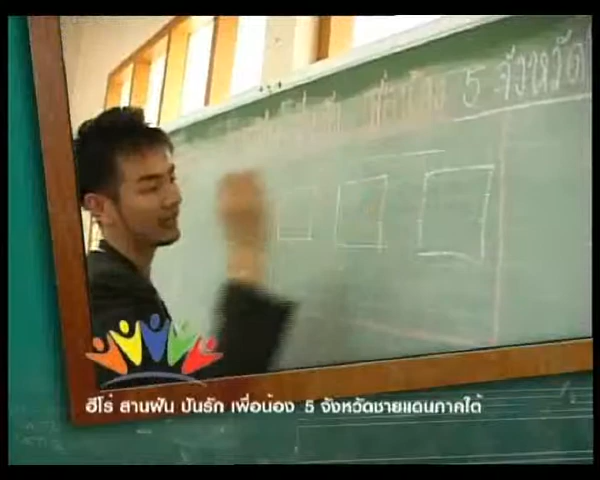 5 จังหวัด
ฮีโร่ สานฝัน ปันรัก เพื่อน้อง 5 จังหวัดชายแดนภาคใต้